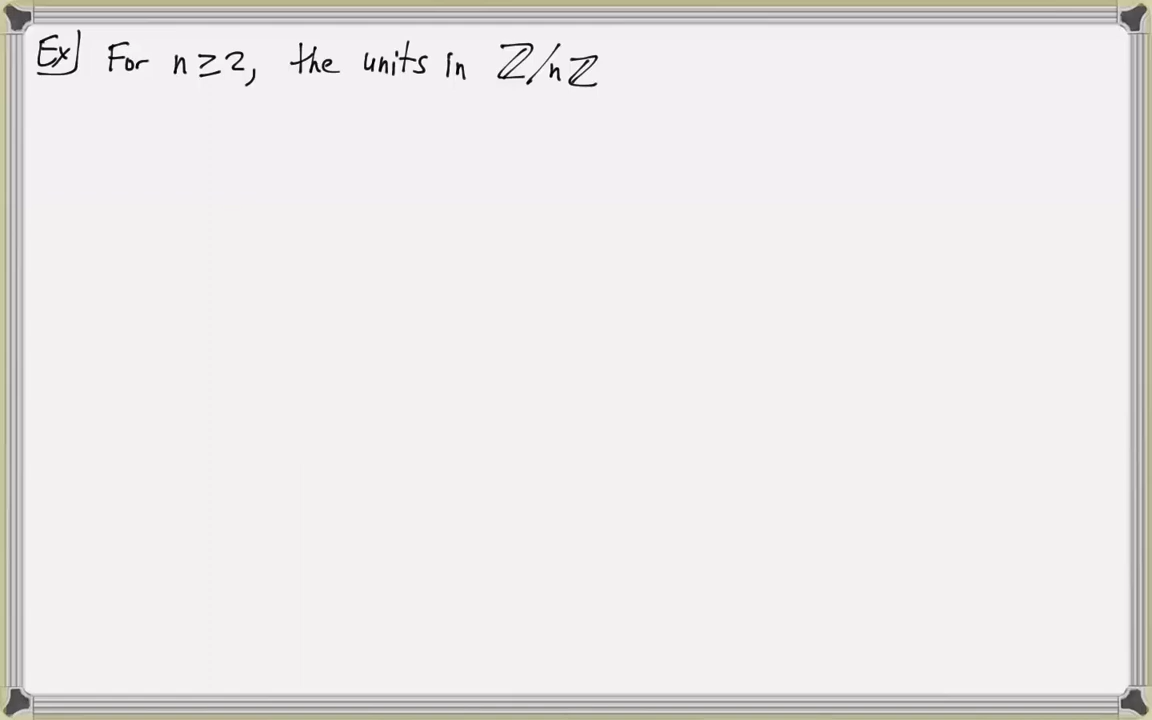 Ex] For n ≥ 2, the units in ℤ/nℤ